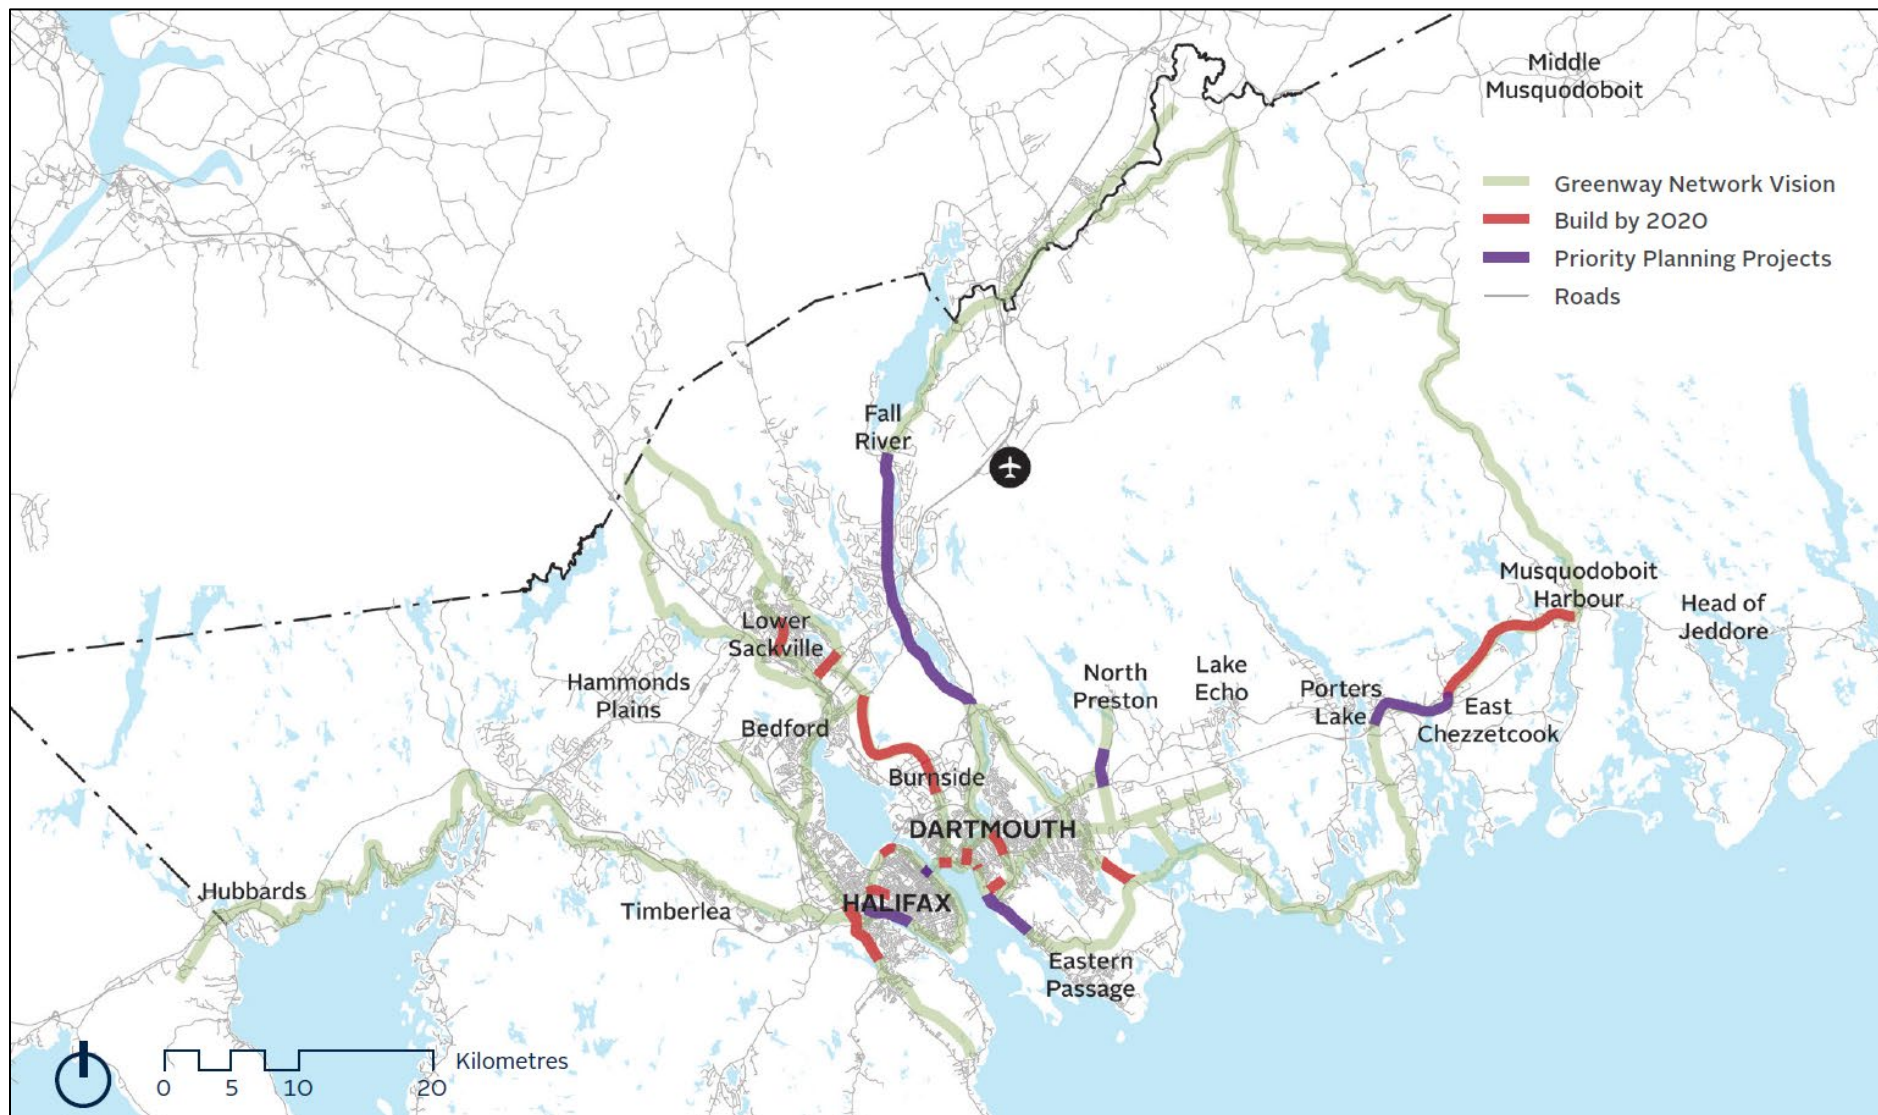 Middle
Musquodoboit
Greenway Network Vision
Build by 2020
Priority Planning Projects
Roads
Fall
River
Musquodoboit
Harbour
Head of
Jeddore
Lower
Sackville
North
Preston
Lake
Echo
Hammonds
Plains
Porters
Lake
East
Chezzetcook
Bedford
Burnside
DARTMOUTH
Hubbards
Timberlea
HALIFAX
Eastern
Passage
Kilometres
0 5 10 20